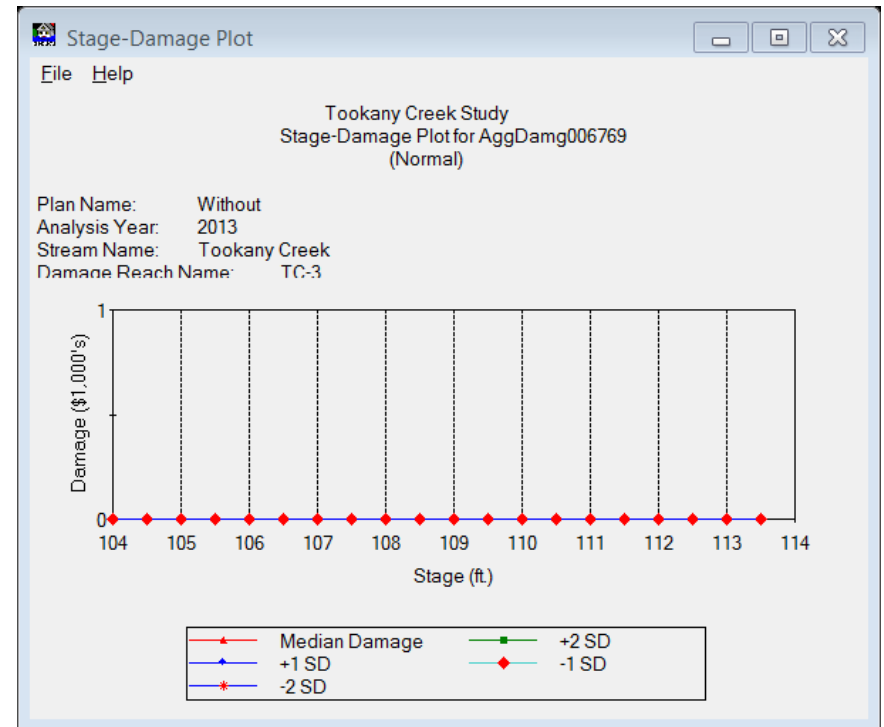 Stage-Damage Plot
File Help
Tookany Creek Study
Stage-Damage Plot for AggDamg006769
(Normal)
Plan Name: Without
Analysis Year: 2013
Stream Name: Tookany Creek
Damage Reach Name: TC-3
1
Damage ($1,000's)
0
104 105 106 107 108 109 110 111 112 113 114
Stage (ft.)
Median Damage +2 SD
+1 SD -1 SD
-2 SD